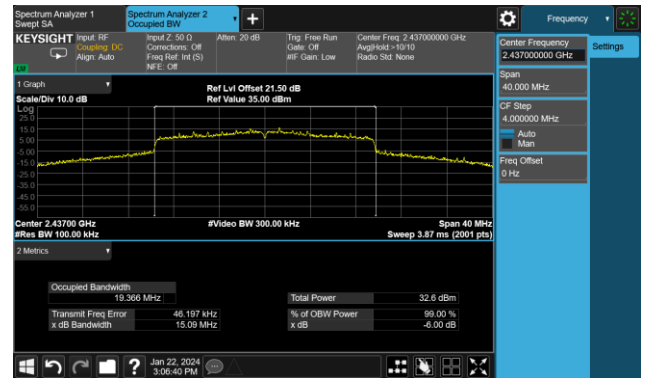 Spectrum Analyzer 1
Swept SA
Spectrum Analyzer 2
Occupied BW
+
Frequency
KEYSIGHT
Input: RF
Coupling: DC
Align: Auto
Input Z: 50 Ω
Corrections: Off
Freq Ref: Int (S)
NFE: Off
Atten: 20 dB
Trig: Free Run
Gate: Off
#IF Gain: Low
Center Freq: 2.437000000 GHz
Avg|Hold:>10/10
Radio Std: None
Center Frequency
2.437000000 GHz
Settings
Span
40.000 MHz
CF Step
4.000000 MHz
Auto
Man
Freq Offset
0 Hz
1 Graph
Scale/Div 10.0 dB
Ref Lvl Offset 21.50 dB
Ref Value 35.00 dBm
Log
25.0
15.0
5.00
-5.00
-15.0
-25.0
-35.0
-45.0
-55.0
Center 2.43700 GHz
#Res BW 100.00 kHz
#Video BW 300.00 kHz
Span 40 MHz
Sweep 3.87 ms (2001 pts)
2 Metrics
Occupied Bandwidth
19.366 MHz
Total Power 32.6 dBm
Transmit Freq Error 46.197 kHz
% of OBW Power 99.00 %
x dB Bandwidth 15.09 MHz
x dB -6.00 dB
?
Jan 22, 2024
3:06:40 PM